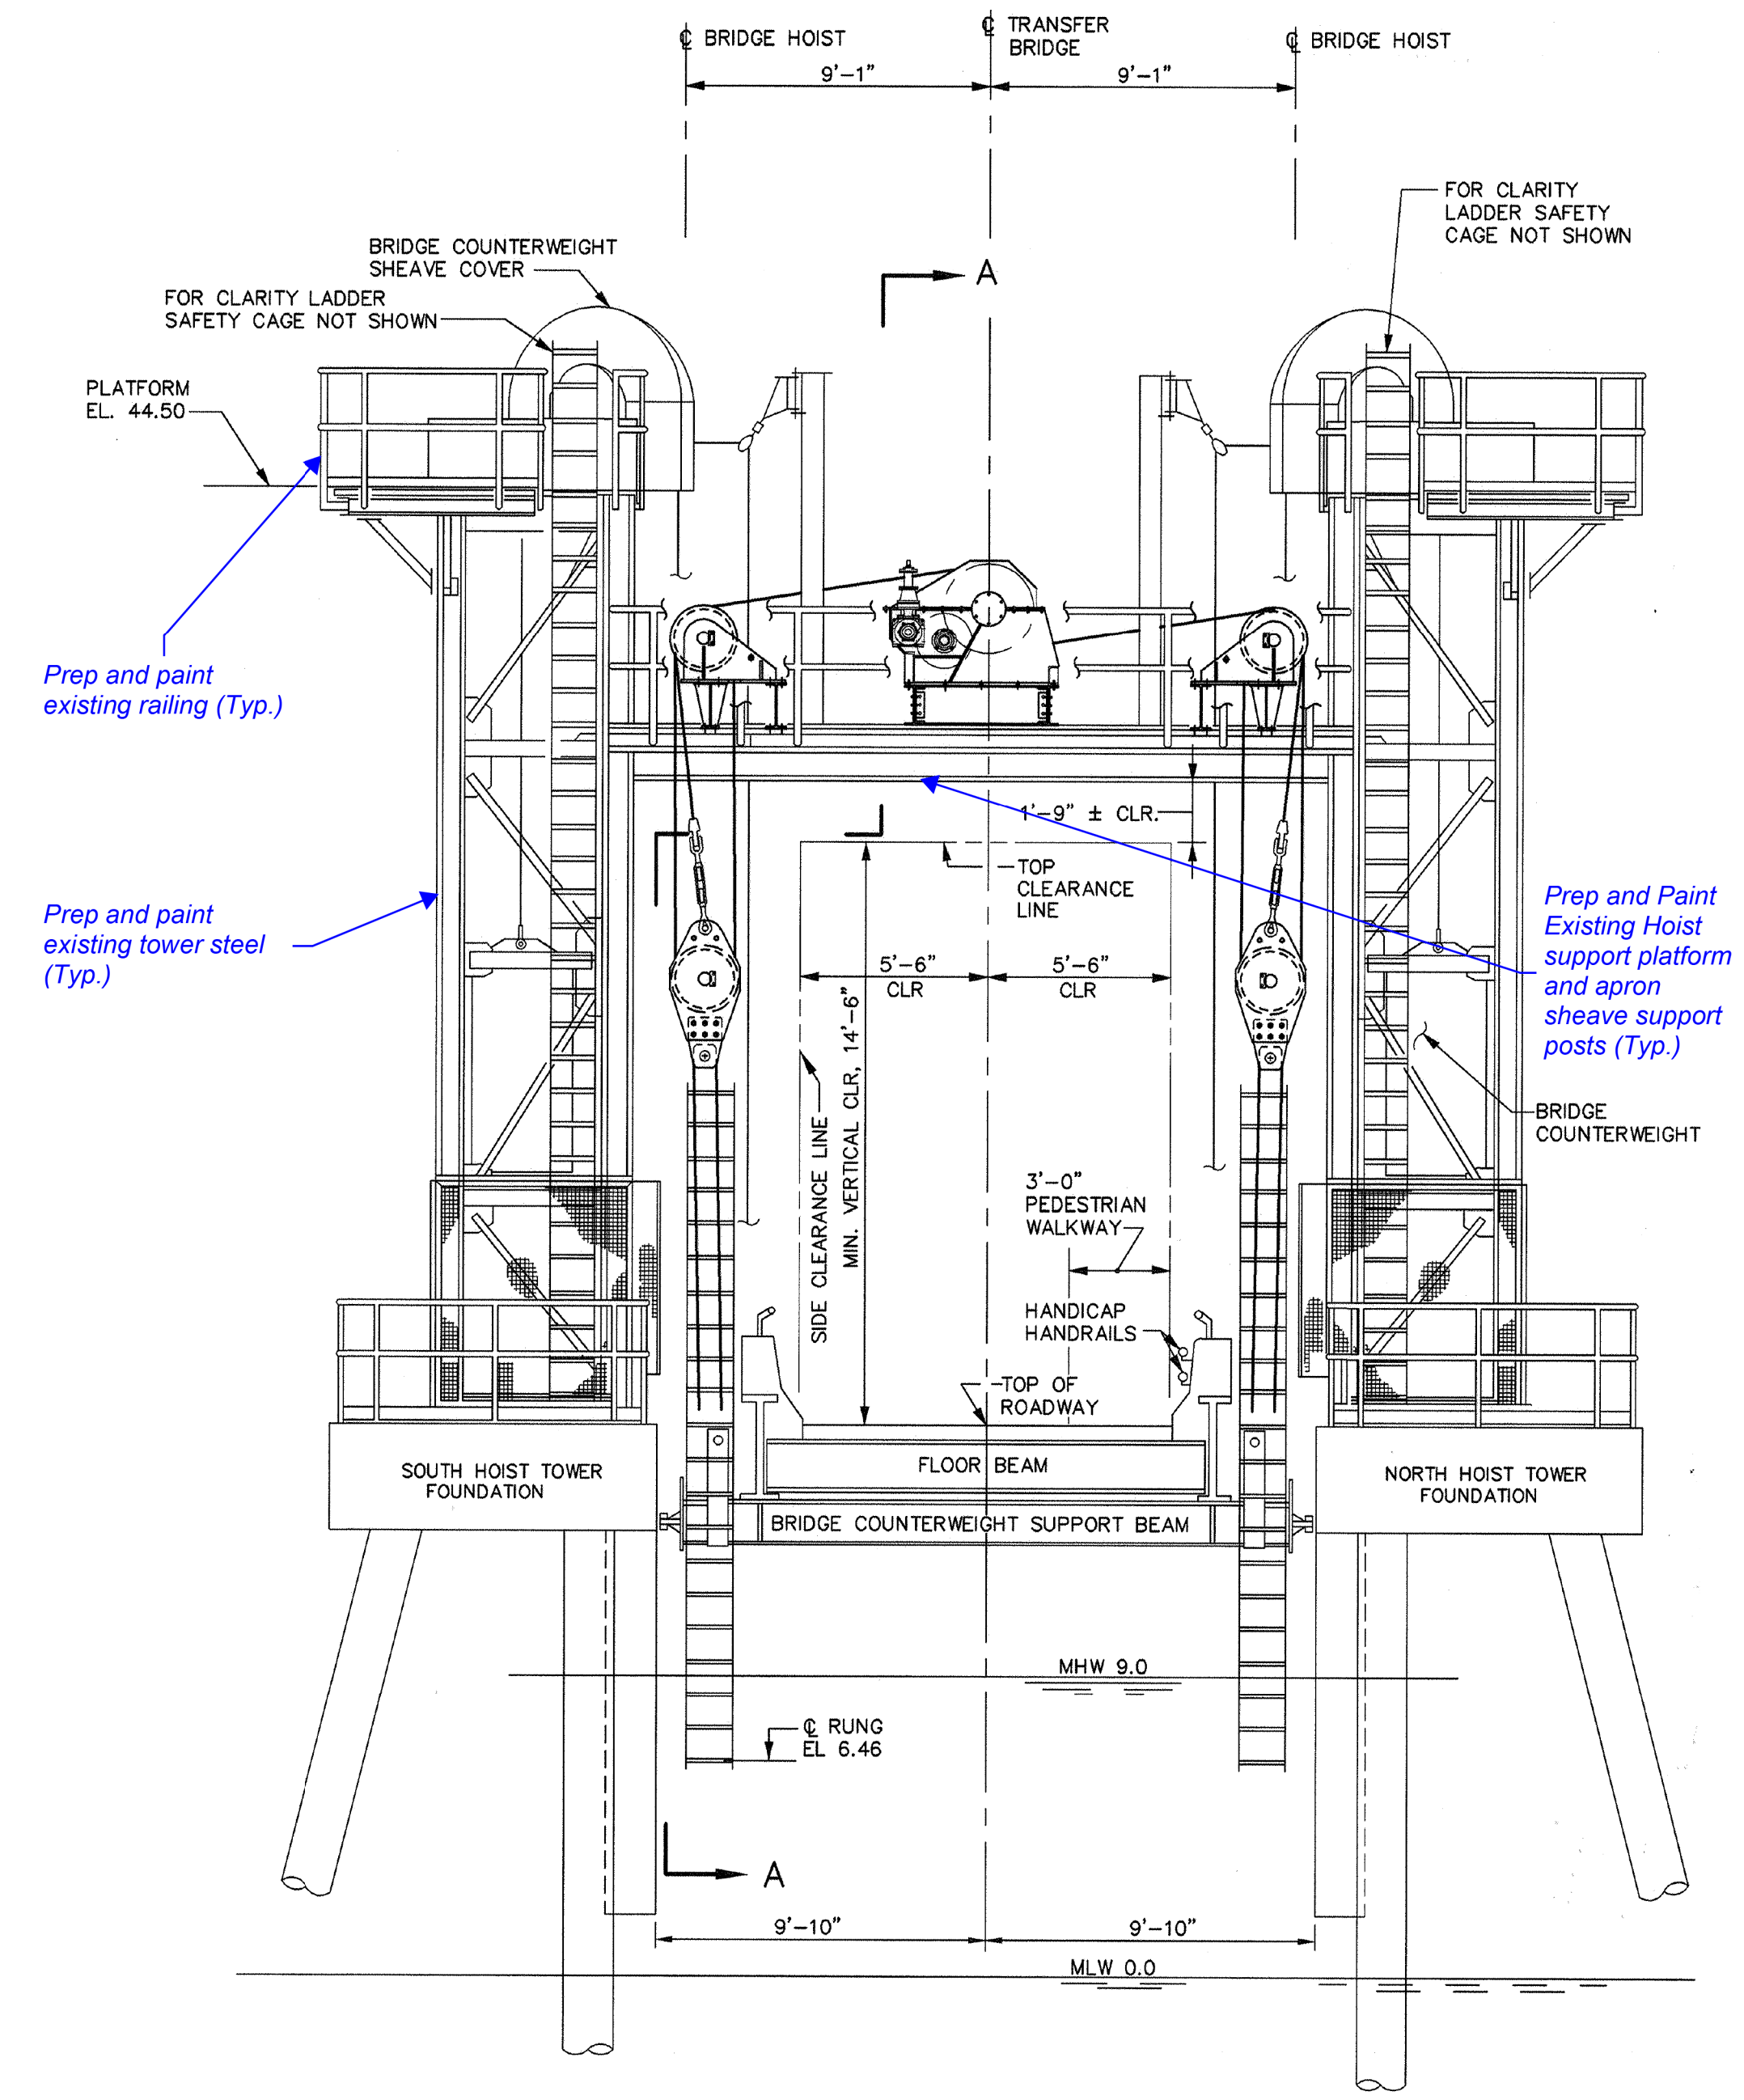 ℄ BRIDGE HOIST
℄ TRANSFER
BRIDGE
℄ BRIDGE HOIST
9'-1"
9'-1"
FOR CLARITY
LADDER SAFETY
CAGE NOT SHOWN
BRIDGE COUNTERWEIGHT
SHEAVE COVER
A
FOR CLARITY LADDER
SAFETY CAGE NOT SHOWN
PLATFORM
EL. 44.50
Prep and paint
existing railing (Typ.)
1'-9" ± CLR.
TOP
CLEARANCE
LINE
Prep and paint
existing tower steel
(Typ.)
Prep and Paint
Existing Hoist
support platform
and apron
sheave support
posts (Typ.)
5'-6"
CLR
5'-6"
CLR
MIN. VERTICAL CLR, 14'-6"
SIDE CLEARANCE LINE
BRIDGE
COUNTERWEIGHT
3'-0"
PEDESTRIAN
WALKWAY
HANDICAP
HANDRAILS
TOP OF
ROADWAY
SOUTH HOIST TOWER
FOUNDATION
FLOOR BEAM
NORTH HOIST TOWER
FOUNDATION
BRIDGE COUNTERWEIGHT SUPPORT BEAM
MHW 9.0
℄ RUNG
EL 6.46
A
9'-10"
9'-10"
MLW 0.0